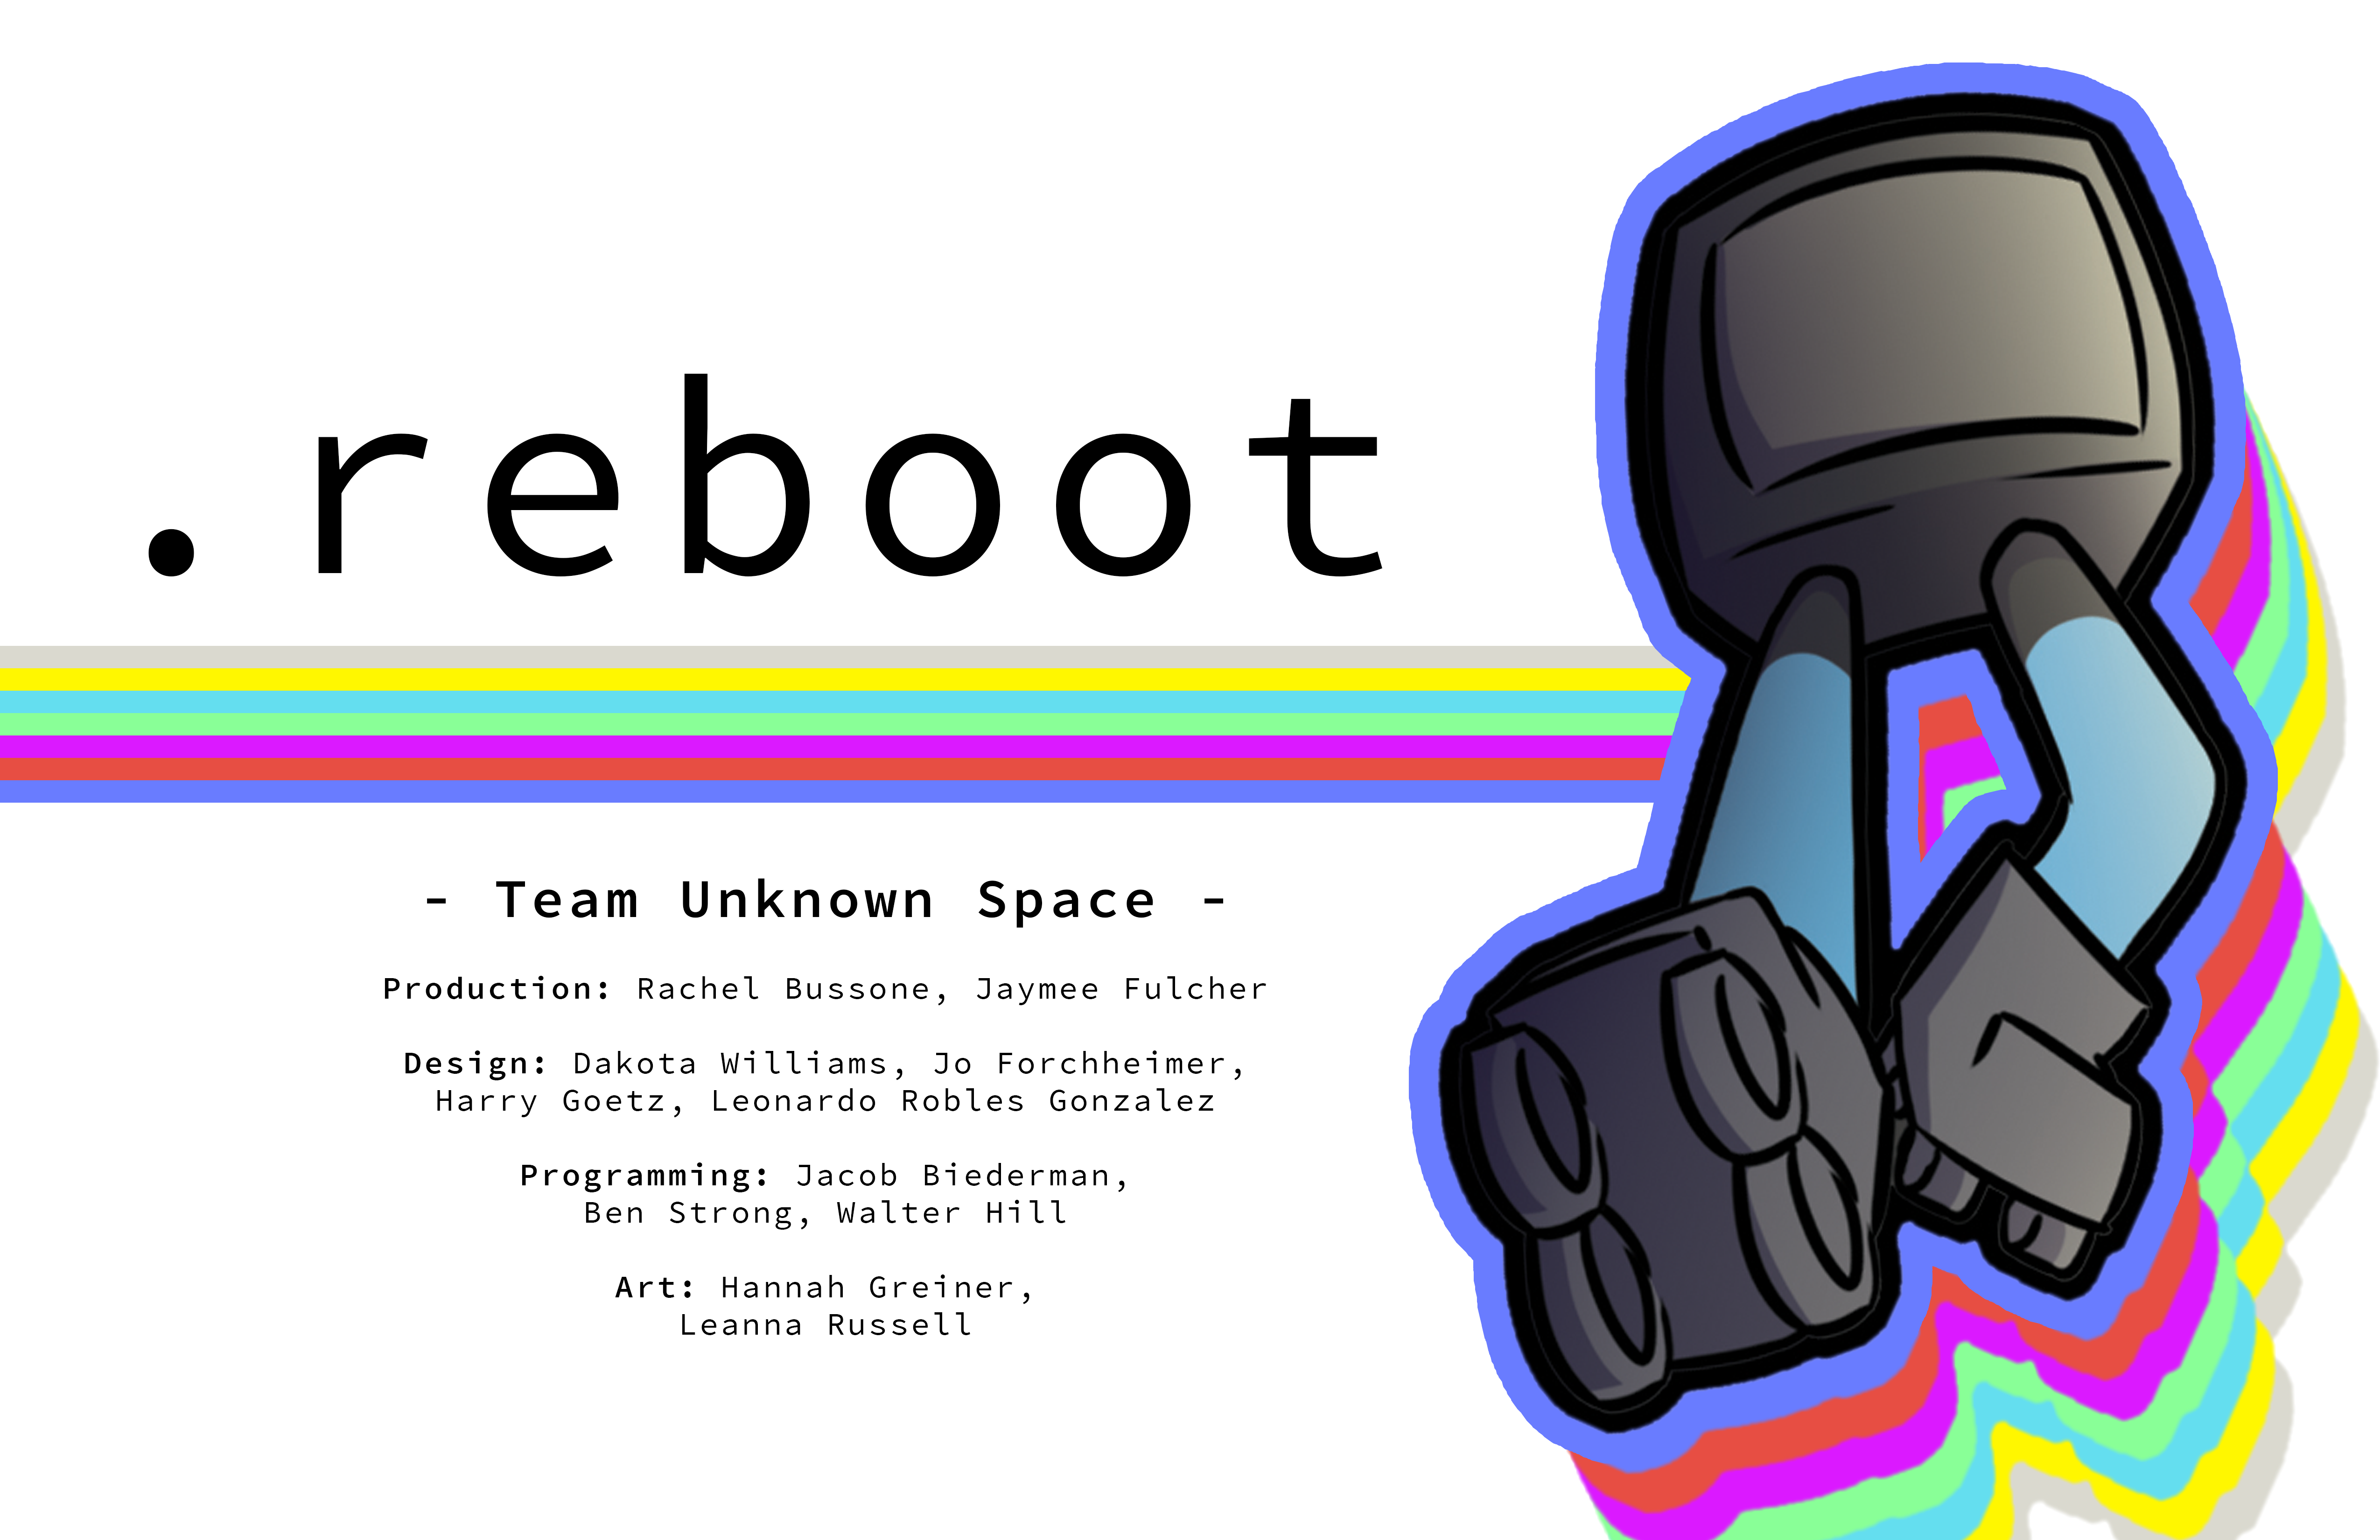 .reboot
- Team Unknown Space -
Production: Rachel Bussone, Jaymee Fulcher
Design: Dakota Williams, Jo Forchheimer,
Harry Goetz, Leonardo Robles Gonzalez
Programming: Jacob Biederman,
Ben Strong, Walter Hill
Art: Hannah Greiner,
Leanna Russell